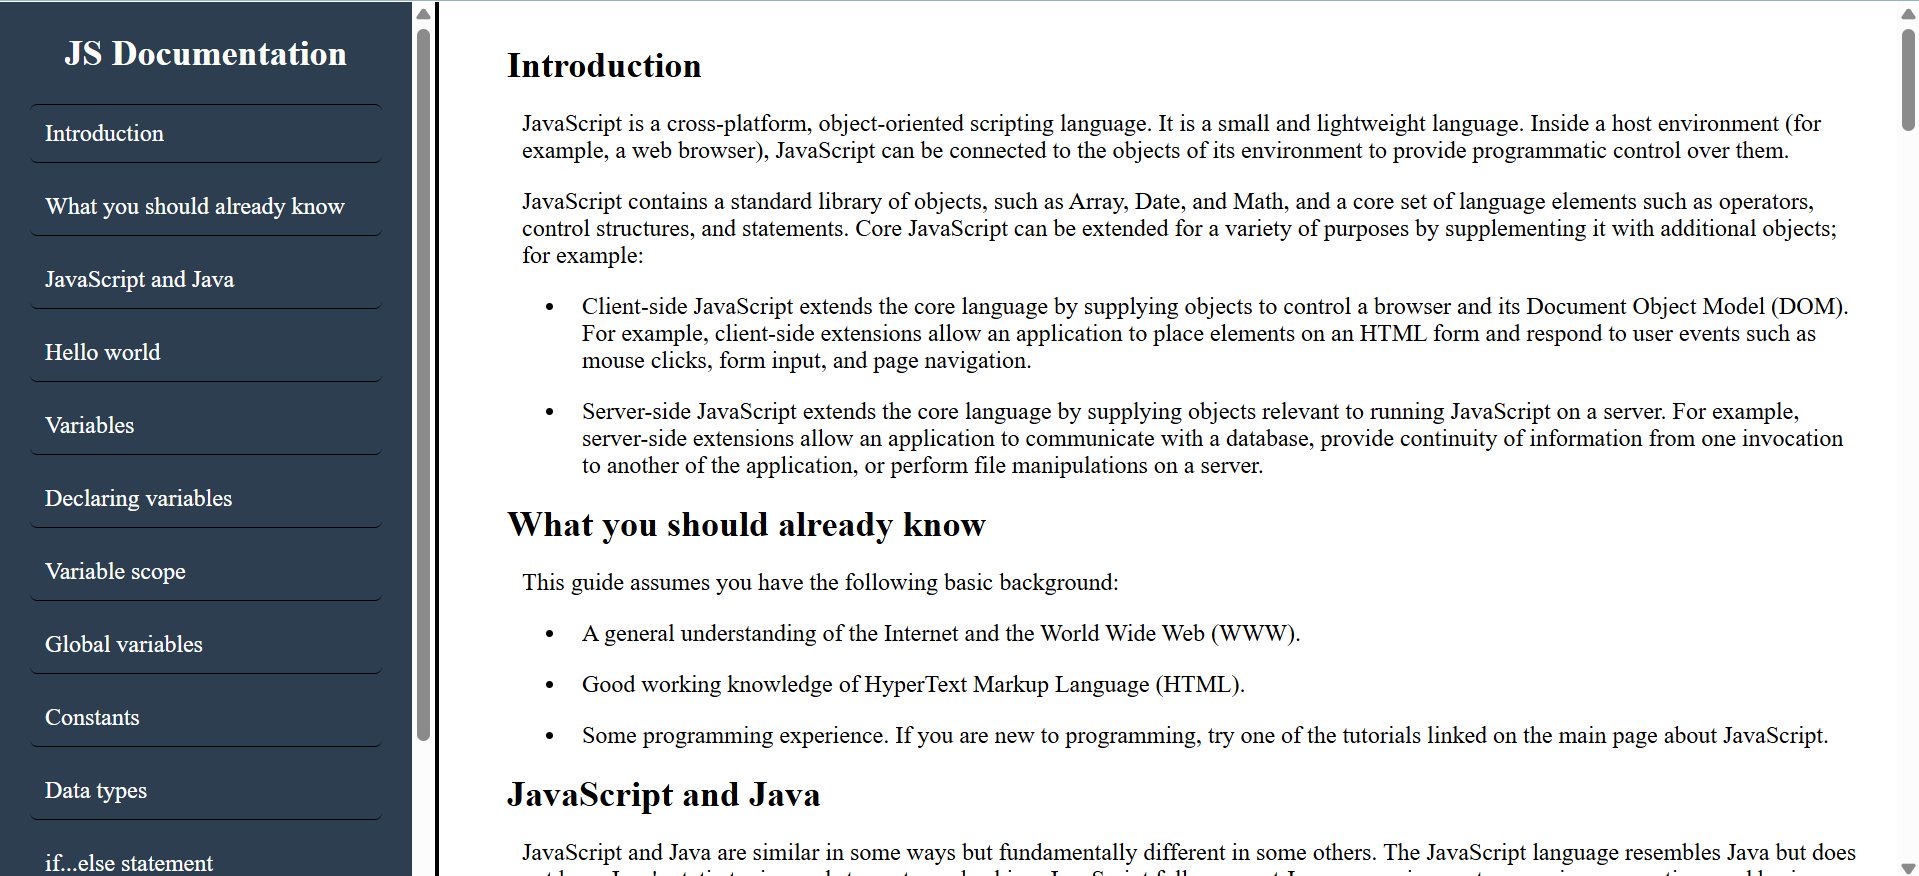 JS Documentation
Introduction
What you should already know
JavaScript and Java
Hello world
Variables
Declaring variables
Variable scope
Global variables
Constants
Data types
if...else statement
Introduction
JavaScript is a cross-platform, object-oriented scripting language. It is a small and lightweight language. Inside a host environment (for
example, a web browser), JavaScript can be connected to the objects of its environment to provide programmatic control over them.
JavaScript contains a standard library of objects, such as Array, Date, and Math, and a core set of language elements such as operators,
control structures, and statements. Core JavaScript can be extended for a variety of purposes by supplementing it with additional objects;
for example:
• Client-side JavaScript extends the core language by supplying objects to control a browser and its Document Object Model (DOM).
For example, client-side extensions allow an application to place elements on an HTML form and respond to user events such as
mouse clicks, form input, and page navigation.
• Server-side JavaScript extends the core language by supplying objects relevant to running JavaScript on a server. For example,
server-side extensions allow an application to communicate with a database, provide continuity of information from one invocation
to another of the application, or perform file manipulations on a server.
What you should already know
This guide assumes you have the following basic background:
• A general understanding of the Internet and the World Wide Web (WWW).
• Good working knowledge of HyperText Markup Language (HTML).
• Some programming experience. If you are new to programming, try one of the tutorials linked on the main page about JavaScript.
JavaScript and Java
JavaScript and Java are similar in some ways but fundamentally different in some others. The JavaScript language resembles Java but does